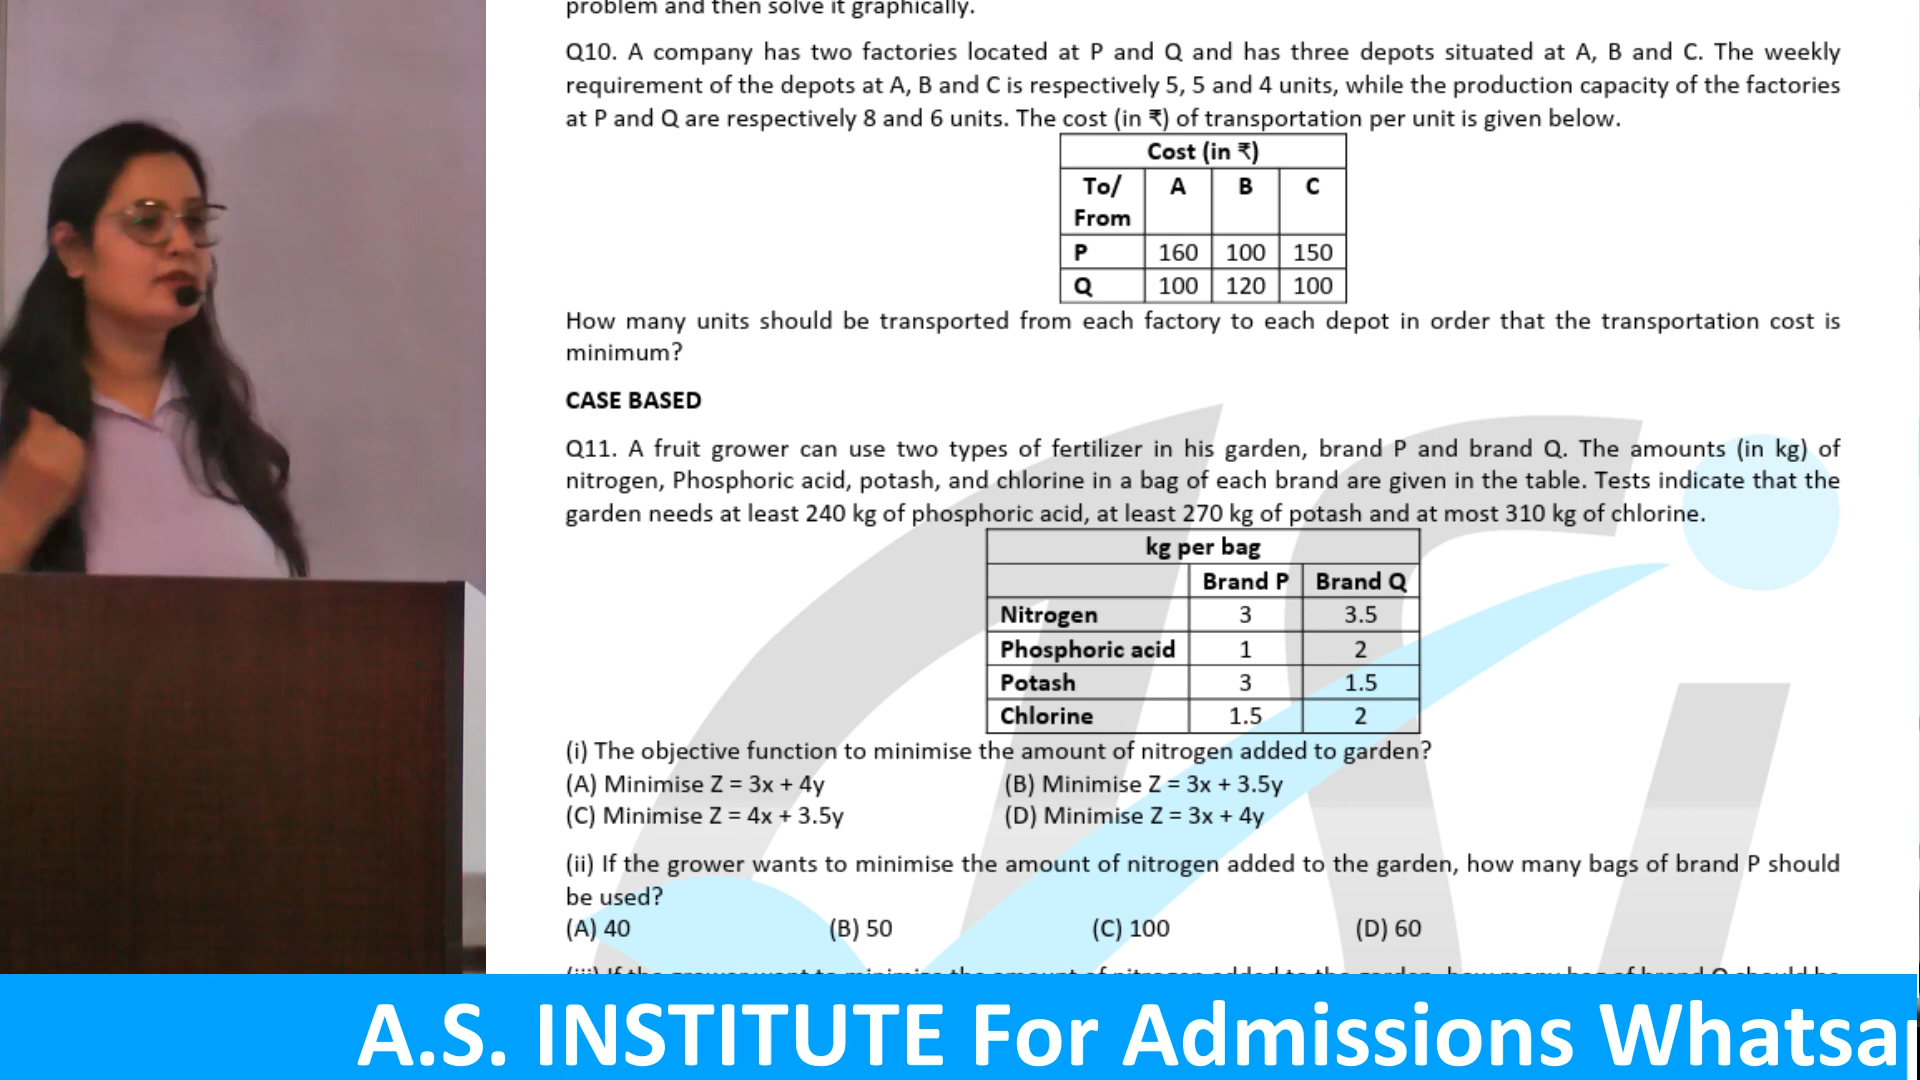 problem and then solve it graphically.
Q10. A company has two factories located at P and Q and has three depots situated at A, B and C. The weekly
requirement of the depots at A, B and C is respectively 5, 5 and 4 units, while the production capacity of the factories
at P and Q are respectively 8 and 6 units. The cost (in ₹) of transportation per unit is given below.
Cost (in ₹)
To/ A B C
From
P 160 100 150
Q 100 120 100
How many units should be transported from each factory to each depot in order that the transportation cost is
minimum?
CASE BASED
Q11. A fruit grower can use two types of fertilizer in his garden, brand P and brand Q. The amounts (in kg) of
nitrogen, Phosphoric acid, potash, and chlorine in a bag of each brand are given in the table. Tests indicate that the
garden needs at least 240 kg of phosphoric acid, at least 270 kg of potash and at most 310 kg of chlorine.
kg per bag
Brand P Brand Q
Nitrogen 3 3.5
Phosphoric acid 1 2
Potash 3 1.5
Chlorine 1.5 2
(i) The objective function to minimise the amount of nitrogen added to garden?
(A) Minimise Z = 3x + 4y (B) Minimise Z = 3x + 3.5y
(C) Minimise Z = 4x + 3.5y (D) Minimise Z = 3x + 4y
(ii) If the grower wants to minimise the amount of nitrogen added to the garden, how many bags of brand P should
be used?
(A) 40 (B) 50 (C) 100 (D) 60
A.S. INSTITUTE For Admissions Whatsa